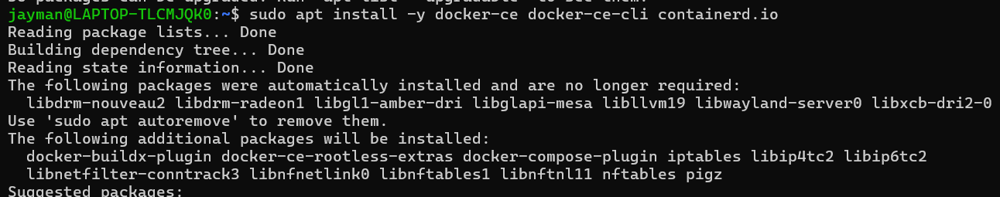 jayman@LAPTOP-TLCMJQK0:~$ sudo apt install -y docker-ce docker-ce-cli containerd.io
Reading package lists... Done
Building dependency tree... Done
Reading state information... Done
The following packages were automatically installed and are no longer required:
  libdrm-nouveau2 libdrm-radeon1 libgl1-amber-dri libglapi-mesa libllvm19 libwayland-server0 libxcb-dri2-0
Use 'sudo apt autoremove' to remove them.
The following additional packages will be installed:
  docker-buildx-plugin docker-ce-rootless-extras docker-compose-plugin iptables libip4tc2 libip6tc2
  libnetfilter-conntrack3 libnfnetlink0 libnftables1 libnftnl11 nftables pigz
Suggested packages: